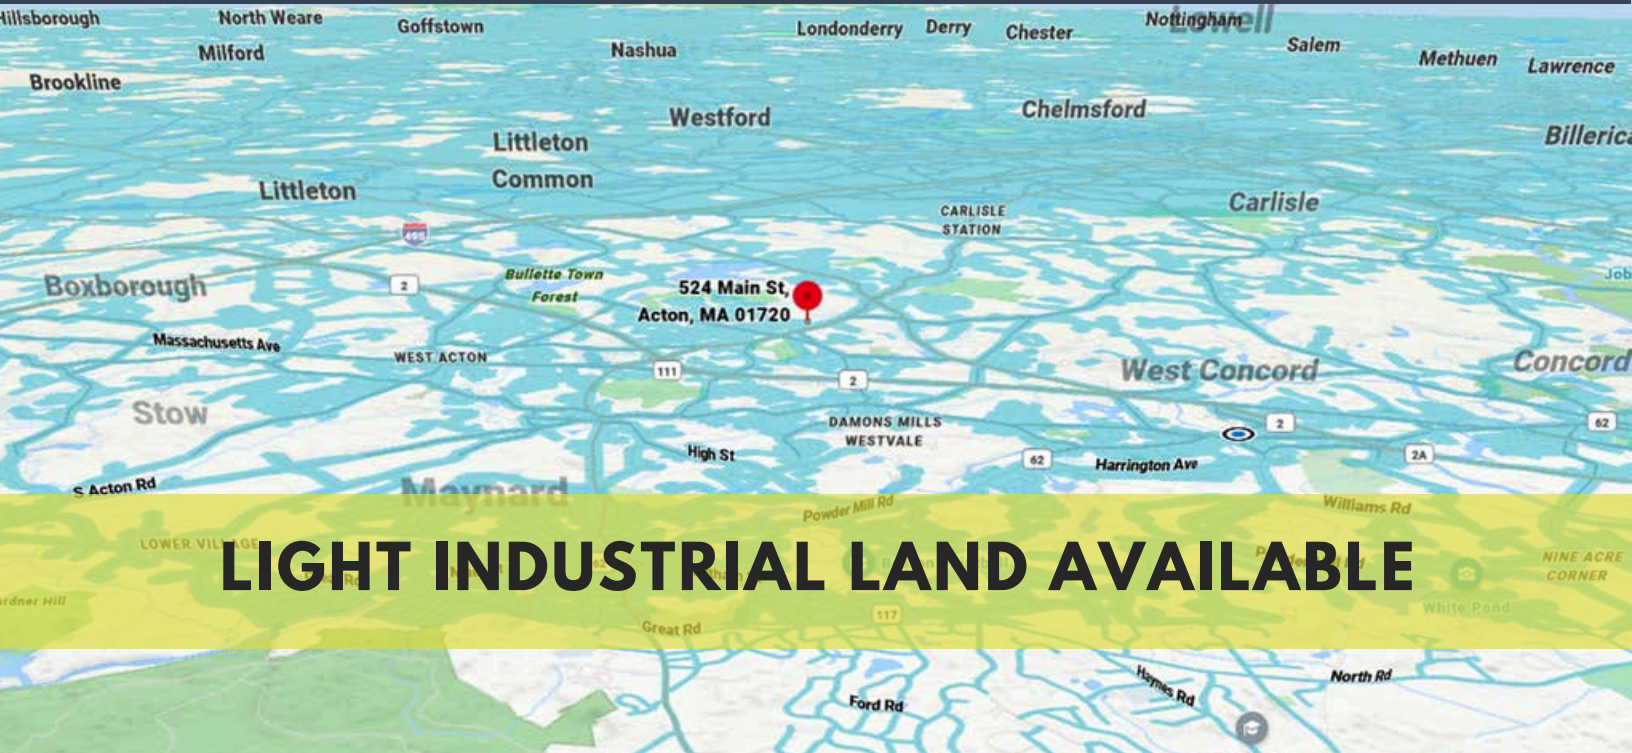 Hillsborough
North Weare
Goffstown
Londonderry
Derry
Chester
Nottingham
Lowell
Salem
Milford
Nashua
Methuen
Lawrence
Brookline
Westford
Chelmsford
Littleton
Common
Littleton
Carlisle
CARLISLE
STATION
495
Boxborough
2
Bullette Town
Forest
524 Main St,
Acton, MA 01720
Massachusetts Ave
WEST ACTON
111
2
West Concord
Concord
Stow
DAMONS MILLS
WESTVALE
2
62
High St
62
Harrington Ave
2A
S Acton Rd
Maynard
Powder Mill Rd
Williams Rd
LOWER VILLAGE
LIGHT INDUSTRIAL LAND AVAILABLE
NINE ACRE
CORNER
White Pond
117
Great Rd
North Rd
Haynes Rd
Ford Rd